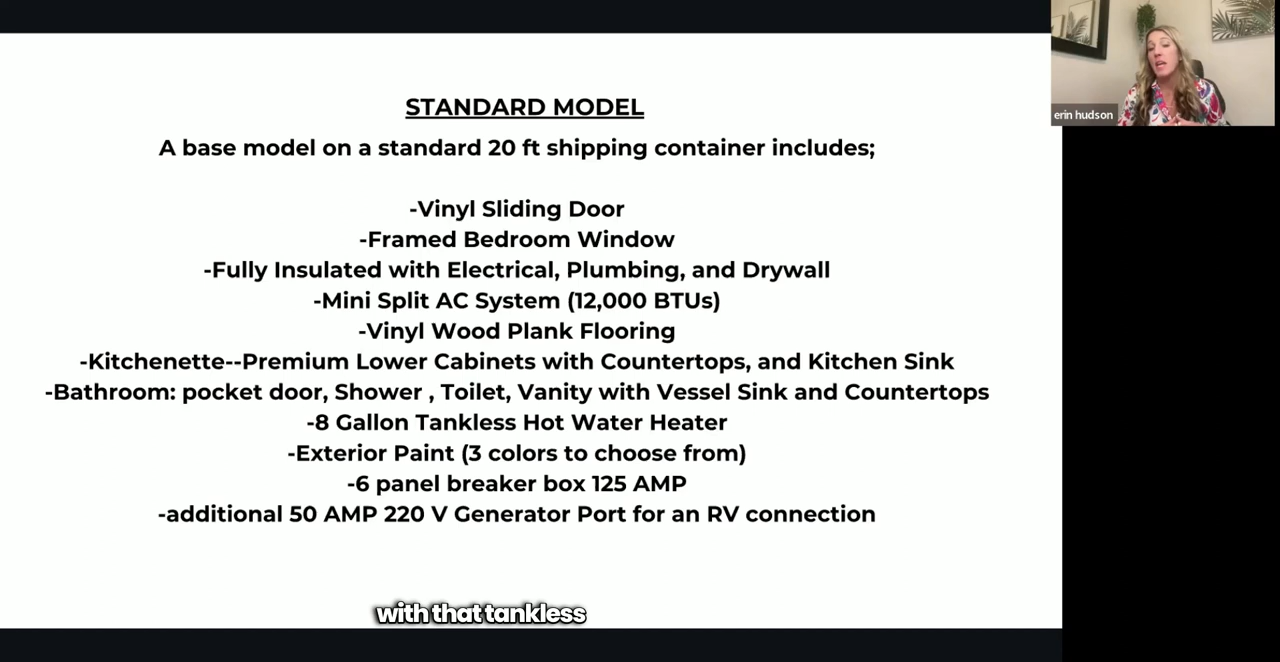 STANDARD MODEL
A base model on a standard 20 ft shipping container includes;
-Vinyl Sliding Door
-Framed Bedroom Window
-Fully Insulated with Electrical, Plumbing, and Drywall
-Mini Split AC System (12,000 BTUs)
-Vinyl Wood Plank Flooring
-Kitchenette--Premium Lower Cabinets with Countertops, and Kitchen Sink
-Bathroom: pocket door, Shower , Toilet, Vanity with Vessel Sink and Countertops
-8 Gallon Tankless Hot Water Heater
-Exterior Paint (3 colors to choose from)
-6 panel breaker box 125 AMP
-additional 50 AMP 220 V Generator Port for an RV connection
with that tankless
erin hudson